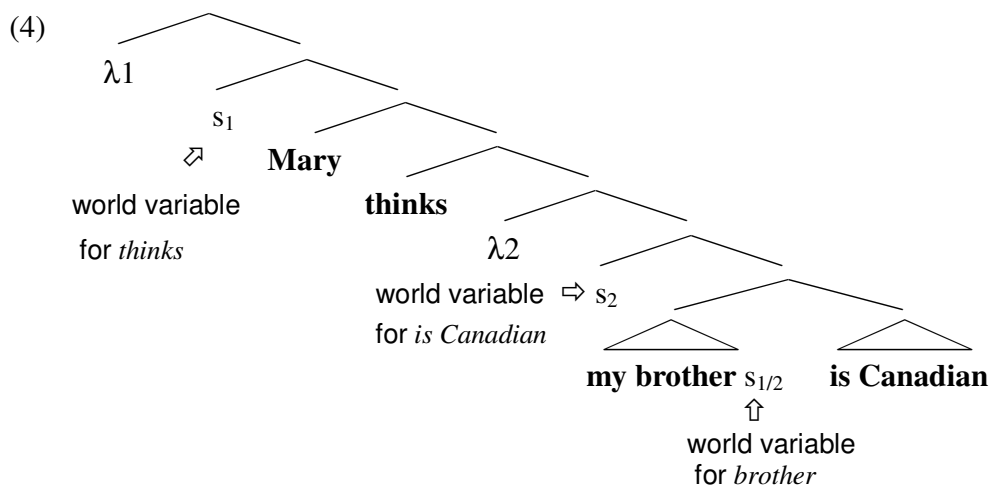 (4)
λ1
s₁
⬀
Mary
world variable
for thinks
thinks
λ2
world variable ⇨ s₂
for is Canadian
my brother s₁/₂ is Canadian
⇧
world variable
for brother